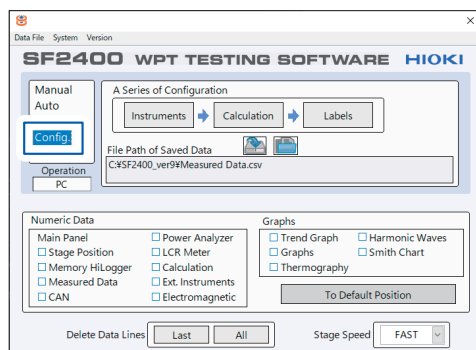 Data File System Version
SF2400 WPT TESTING SOFTWARE HIOKI
Manual
Auto
Config.
Operation
PC
A Series of Configuration
Instruments Calculation Labels
File Path of Saved Data
C:¥SF2400_ver9¥Measured Data.csv
Numeric Data
Main Panel
Stage Position
Memory HiLogger
Measured Data
CAN
Power Analyzer
LCR Meter
Calculation
Ext. Instruments
Electromagnetic
Graphs
Trend Graph
Graphs
Thermography
Harmonic Waves
Smith Chart
To Default Position
Delete Data Lines Last All
Stage Speed FAST